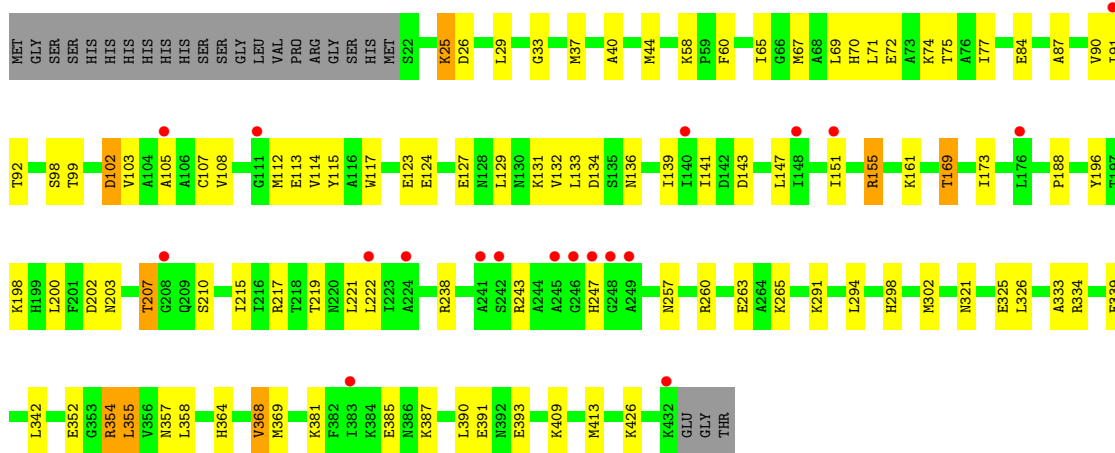 MET GLY SER SER HIS HIS HIS HIS HIS HIS SER SER GLY LEU VAL PRO ARG GLY SER HIS MET S22 K25 D26 L29 G33 M37 A40 M44 K58 P59 F60 I65 G66 M67 A68 L69 H70 L71 E72 A73 K74 T75 A76 I77 E84 A87 V90 I91
T92 S98 T99 D102 V103 A104 A105 A106 C107 V108 G111 M112 E113 V114 Y115 A116 W117 E123 E124 E127 N128 L129 N130 K131 V132 L133 D134 S135 N136 I139 I140 I141 D142 D143 L147 I148 I151 R155 K161 T169 I173 L176 P188 Y196 T197
K198 H199 L200 F201 D202 N203 T207 G208 Q209 S210 I215 I216 R217 T218 T219 N220 L221 L222 I223 A224 R238 A241 S242 R243 A244 A245 G246 H247 G248 A249 N257 R260 E263 A264 K265 K291 L294 H298 M302 N321 E325 L326 A333 R334
L342 E352 G353 R354 L355 V356 N357 L358 H364 V368 M369 K381 F382 I383 K384 E385 N386 K387 L390 E391 N392 E393 K409 M413 K426 K432 GLU GLY THR